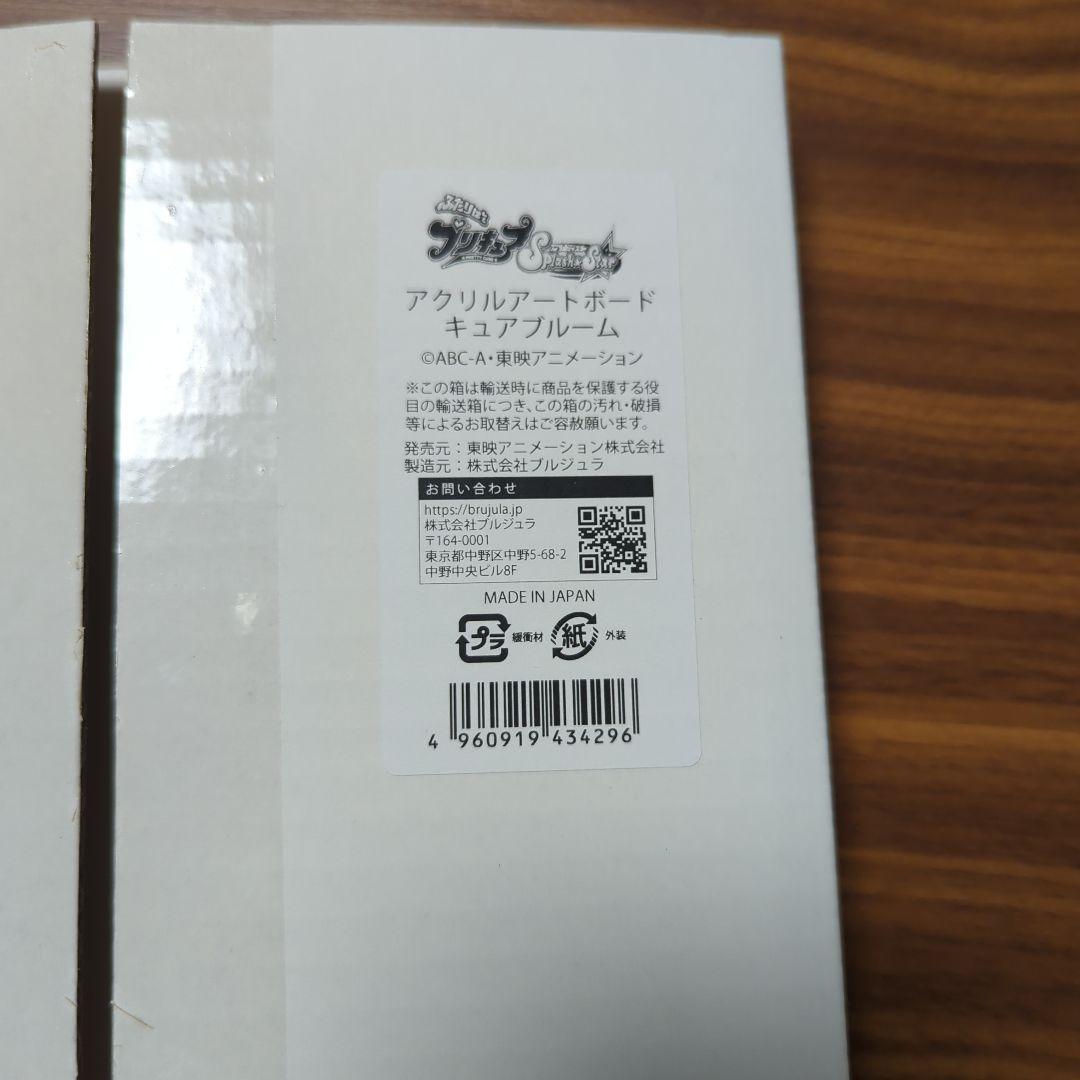 ふたりはプリキュア Splash☆Star
アクリルアートボード
キュアブルーム
©ABC-A・東映アニメーション
※この箱は輸送時に商品を保護する役
目の輸送箱につき、この箱の汚れ・破損
等によるお取替えはご容赦願います。
発売元：東映アニメーション株式会社
製造元：株式会社ブルジュラ
お問い合わせ
https://brujula.jp
株式会社ブルジュラ
〒164-0001
東京都中野区中野5-68-2
中野中央ビル8F
MADE IN JAPAN
プラ 緩衝材 紙 外装
4 960919 434296